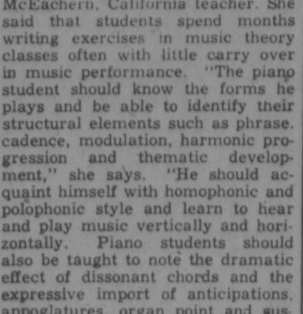 McEachern, California teacher. She
said that students spend months
writing exercises in music theory
classes often with little carry over
in music performance. "The piano
student should know the forms he
plays and be able to identify their
structural elements such as phrase.
cadence, modulation, harmonic pro-
gression and thematic develop-
ment," she says. "He should ac-
quaint himself with homophonic and
polophonic style and learn to hear
and play music vertically and hori-
zontally. Piano students should
also be taught to note the dramatic
effect of dissonant chords and the
expressive import of anticipations,
appoglatures, organ point and sus-